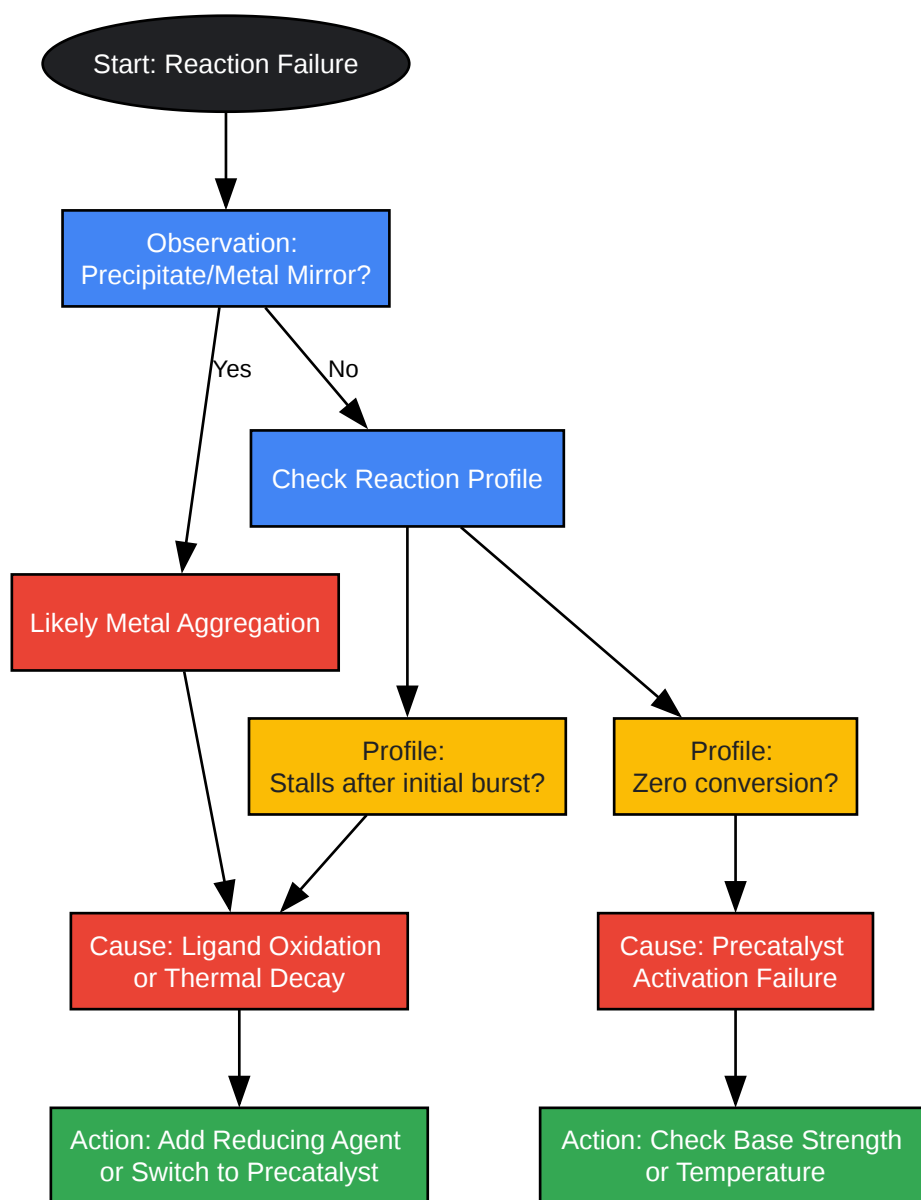 Start: Reaction Failure
Observation:
Precipitate/Metal Mirror?
Yes
No
Check Reaction Profile
Likely Metal Aggregation
Profile:
Stalls after initial burst?
Profile:
Zero conversion?
Cause: Ligand Oxidation
or Thermal Decay
Cause: Precatalyst
Activation Failure
Action: Add Reducing Agent
or Switch to Precatalyst
Action: Check Base Strength
or Temperature